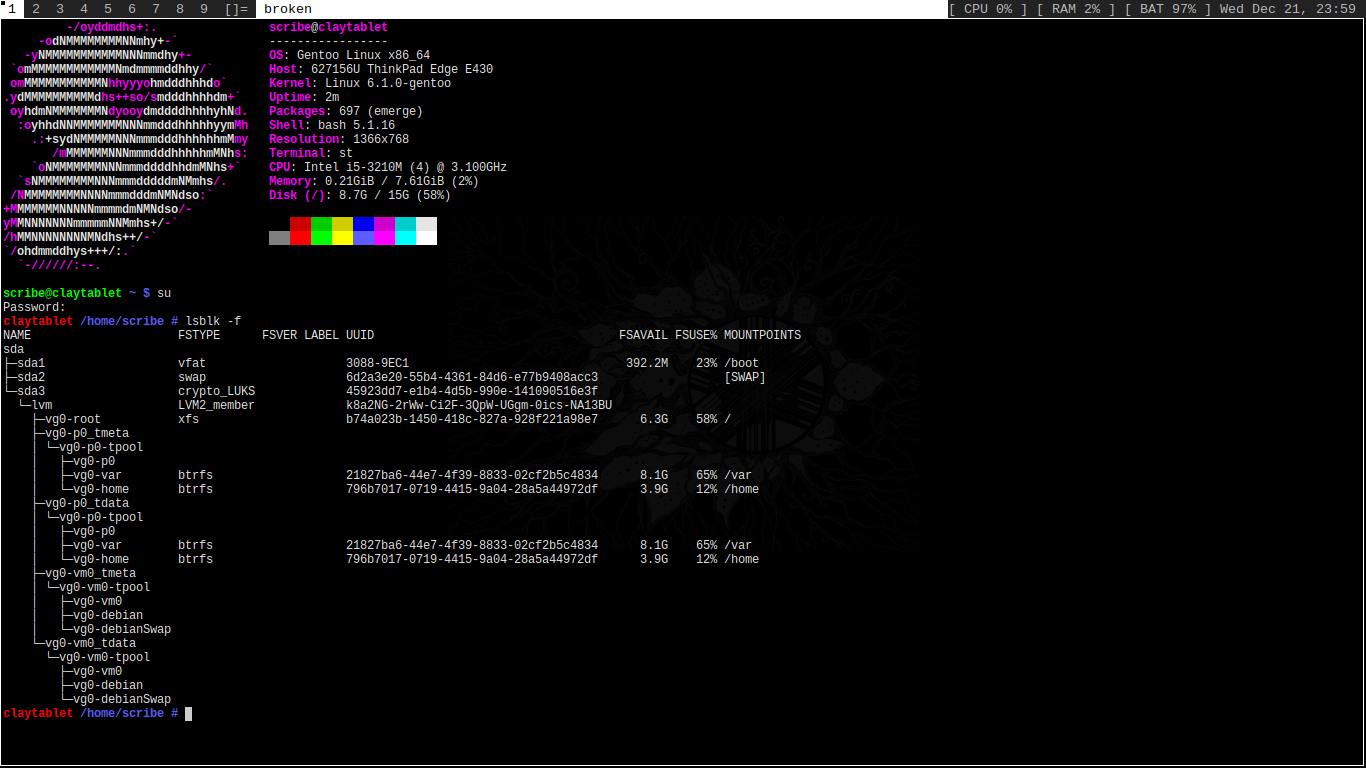 1 2 3 4 5 6 7 8 9 []= broken [ CPU 0% ] [ RAM 2% ] [ BAT 97% ] Wed Dec 21, 23:59
-/oyddmdhs+:.
-odNMMMMMMMMNNmhy+-`
-yNMMMMMMMMMMMNNNmmdhy+-
`omMMMMMMMMMMMMNmdmmmmddhhy/`
omMMMMMMMMMMMNhhyyyohmdddhhhdo`
.ydMMMMMMMMMMdhs++so/smdddhhhhdm+`
oyhdmNMMMMMMMNdyooydmddddhhhhyhNd.
:oyhhdNNMMMMMMMNNNmmdddhhhhhyymMh
.:+sydNMMMMMNNNmmmdddhhhhhhmMmy
/mMMMMMMNNNmmmdddhhhhhmMNhs:
`oNMMMMMMMNNNmmmddddhhdmMNhs+`
`sNMMMMMMMMNNNmmmdddddmNMmhs/.
/NMMMMMMMMNNNNmmmdddmNMNdso:`
+MMMMMMMNNNNNmmmmdmNMNdso/-
yMMNNNNNNNmmmmmNNMmhs+/-`
/hMMNNNNNNNNMNdhs++/-`
`/ohdmmddhys+++/:.`
`-//////:--.
scribe@claytablet
-----------------
OS: Gentoo Linux x86_64
Host: 627156U ThinkPad Edge E430
Kernel: Linux 6.1.0-gentoo
Uptime: 2m
Packages: 697 (emerge)
Shell: bash 5.1.16
Resolution: 1366x768
Terminal: st
CPU: Intel i5-3210M (4) @ 3.100GHz
Memory: 0.21GiB / 7.61GiB (2%)
Disk (/): 8.7G / 15G (58%)
scribe@claytablet ~ $ su
Password:
claytablet /home/scribe # lsblk -f
NAME FSTYPE FSVER LABEL UUID FSAVAIL FSUSE% MOUNTPOINTS
sda
├─sda1 vfat 3088-9EC1 392.2M 23% /boot
├─sda2 swap 6d2a3e20-55b4-4361-84d6-e77b9408acc3 [SWAP]
└─sda3 crypto_LUKS 45923dd7-e1b4-4d5b-990e-141090516e3f
└─lvm LVM2_member k8a2NG-2rWw-Ci2F-3QpW-UGgm-0ics-NA13BU
├─vg0-root xfs b74a023b-1450-418c-827a-928f221a98e7 6.3G 58% /
├─vg0-p0_tmeta
│ └─vg0-p0-tpool
│ ├─vg0-p0
│ ├─vg0-var btrfs 21827ba6-44e7-4f39-8833-02cf2b5c4834 8.1G 65% /var
│ └─vg0-home btrfs 796b7017-0719-4415-9a04-28a5a44972df 3.9G 12% /home
├─vg0-p0_tdata
│ └─vg0-p0-tpool
│ ├─vg0-p0
│ ├─vg0-var btrfs 21827ba6-44e7-4f39-8833-02cf2b5c4834 8.1G 65% /var
│ └─vg0-home btrfs 796b7017-0719-4415-9a04-28a5a44972df 3.9G 12% /home
├─vg0-vm0_tmeta
│ └─vg0-vm0-tpool
│ ├─vg0-vm0
│ ├─vg0-debian
│ └─vg0-debianSwap
└─vg0-vm0_tdata
└─vg0-vm0-tpool
├─vg0-vm0
├─vg0-debian
└─vg0-debianSwap
claytablet /home/scribe #